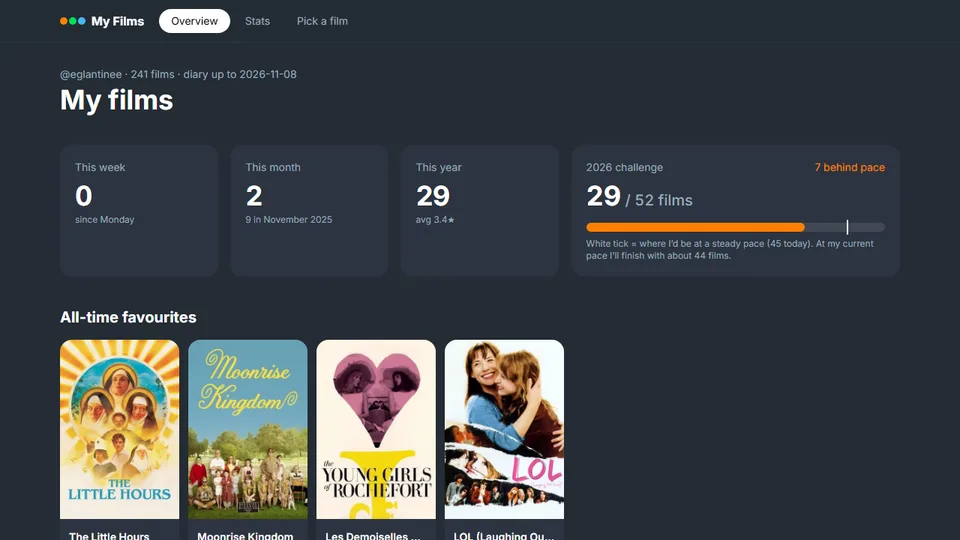 My Films
Overview
Stats
Pick a film
@eglantinee · 241 films · diary up to 2026-11-08
My films
This week
0
since Monday
This month
2
9 in November 2025
This year
29
avg 3.4★
2026 challenge
7 behind pace
29 / 52 films
White tick = where I'd be at a steady pace (45 today). At my current
pace I'll finish with about 44 films.
All-time favourites
THE
LITTLE HOURS
Moonrise
Kingdom
the
YOUNG GIRLS
of ROCHEFORT
LOL
The Little Hours
Moonrise Kingdom
Les Demoiselles ...
LOL (Laughing Ou...